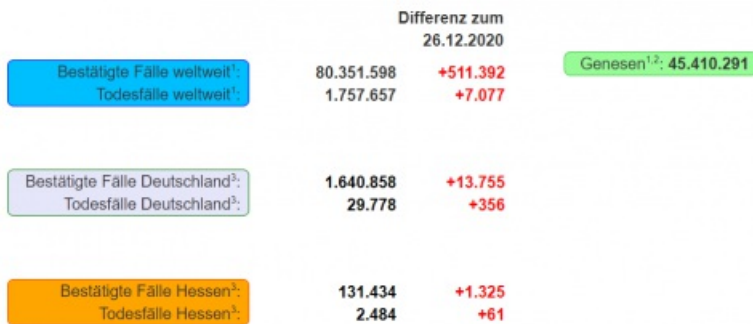 Differenz zum
26.12.2020
Bestätigte Fälle weltweit¹: 80.351.598 +511.392 Genesen¹˒²: 45.410.291
Todesfälle weltweit¹: 1.757.657 +7.077
Bestätigte Fälle Deutschland³: 1.640.858 +13.755
Todesfälle Deutschland³: 29.778 +356
Bestätigte Fälle Hessen³: 131.434 +1.325
Todesfälle Hessen³: 2.484 +61